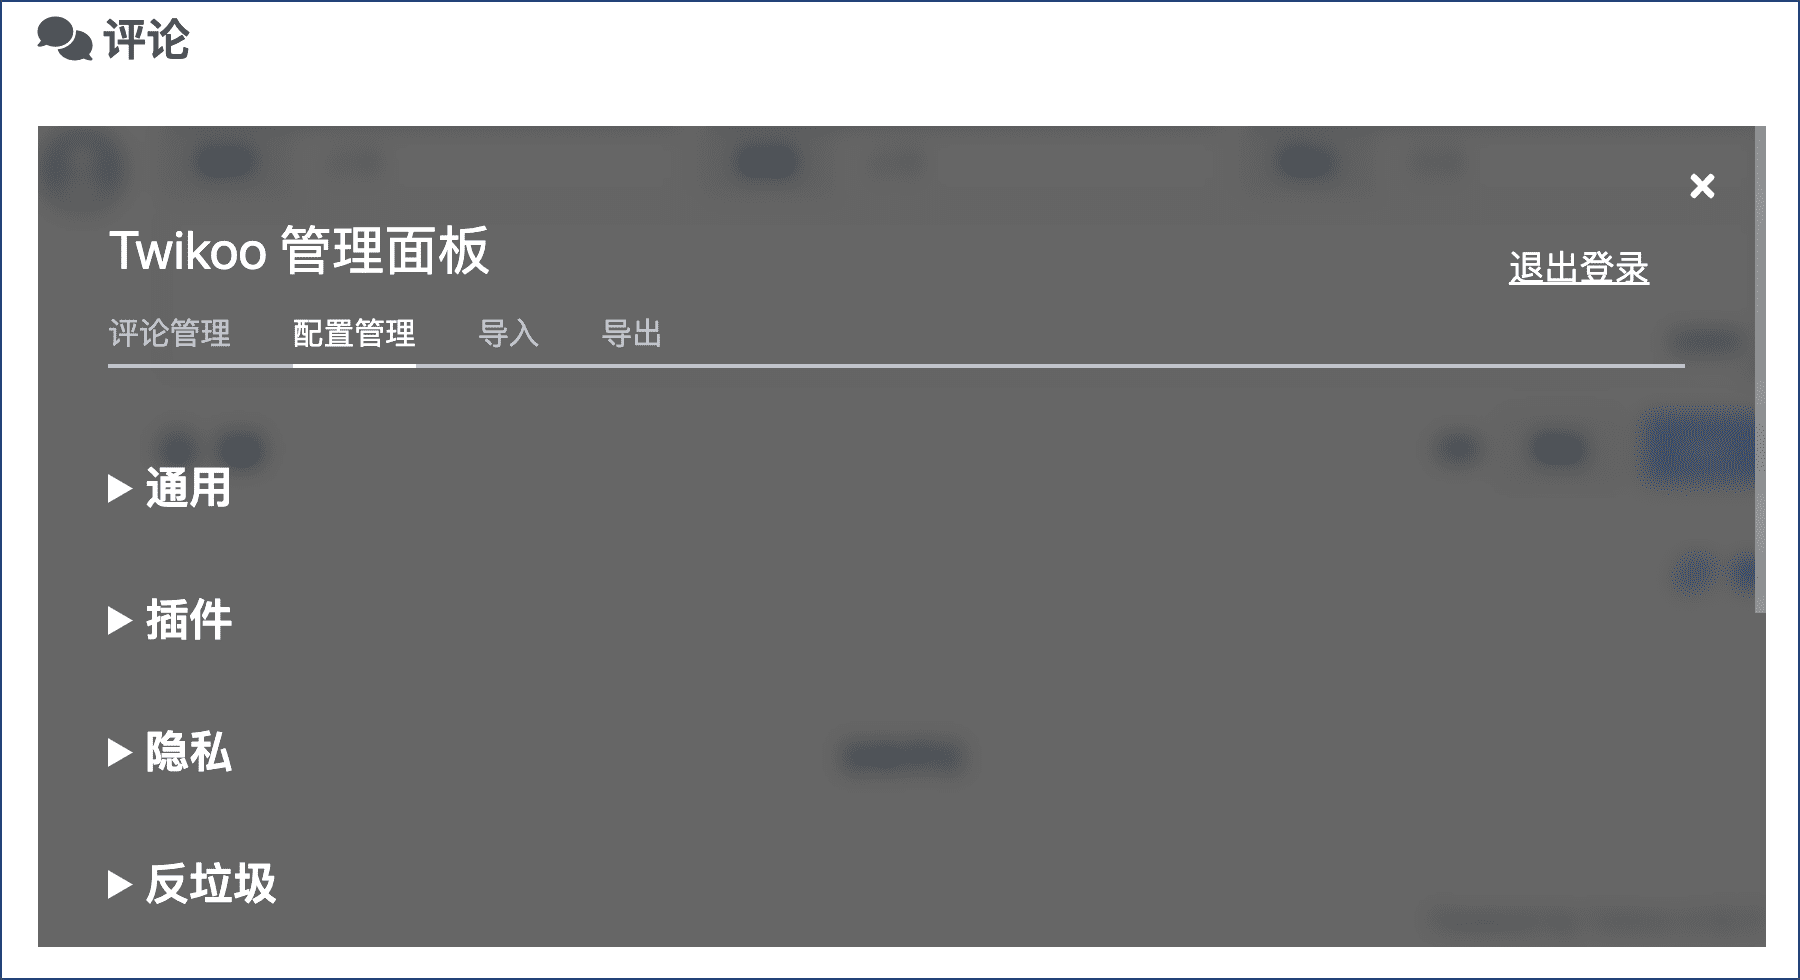 评论
Twikoo 管理面板
退出登录
评论管理 配置管理 导入 导出
通用
插件
隐私
反垃圾